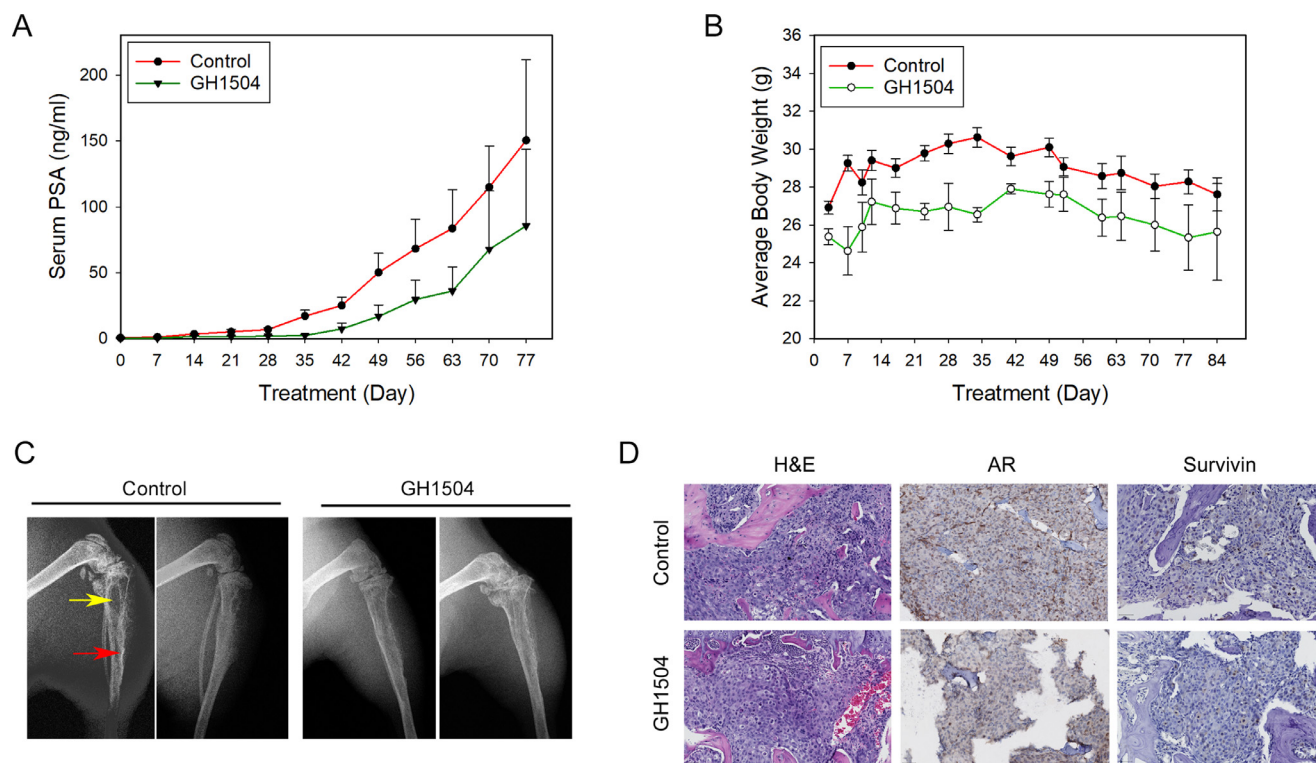 A
Control
GH1504
Serum PSA (ng/ml)
200
150
100
50
0
0 7 14 21 28 35 42 49 56 63 70 77
Treatment (Day)
B
Control
GH1504
Average Body Weight (g)
36
34
32
30
28
26
24
22
20
0 7 14 21 28 35 42 49 56 63 70 77 84
Treatment (Day)
C
Control GH1504
D
H&E AR Survivin
Control
GH1504